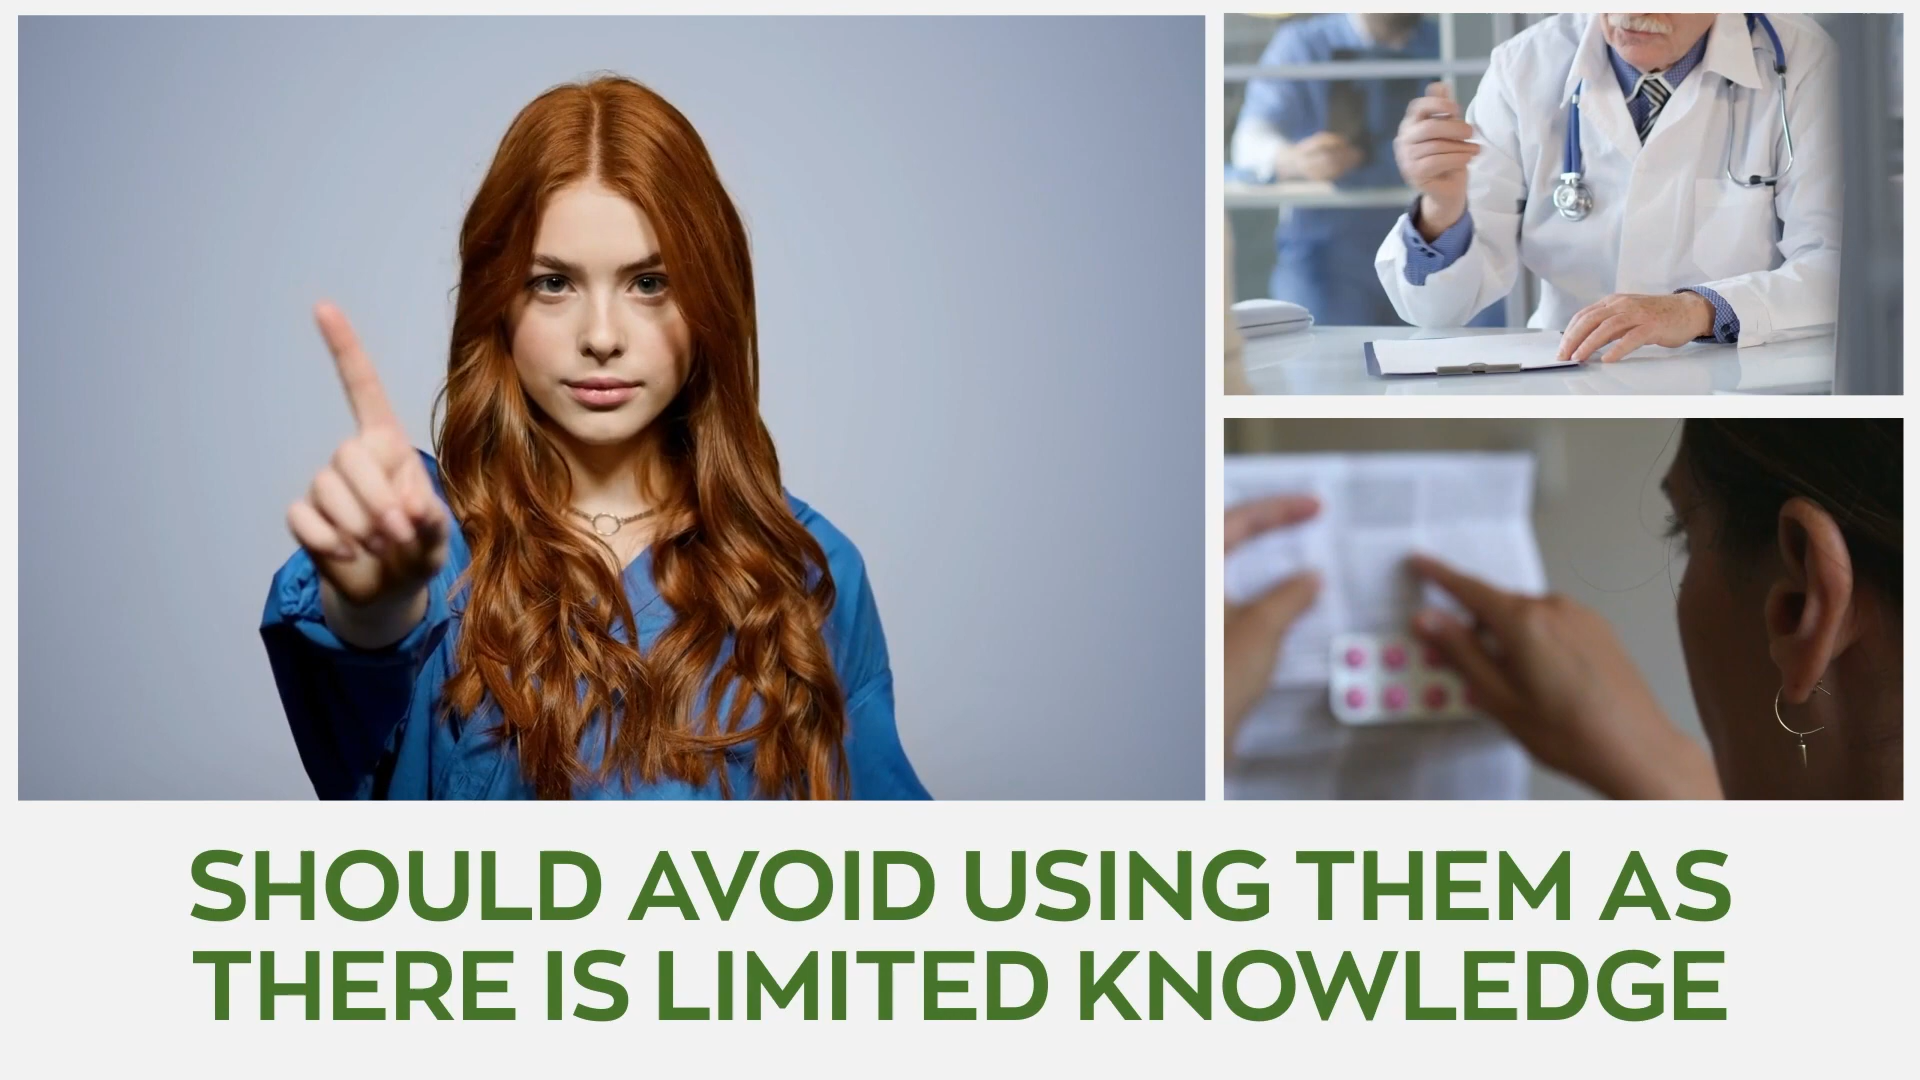 SHOULD AVOID USING THEM AS
THERE IS LIMITED KNOWLEDGE